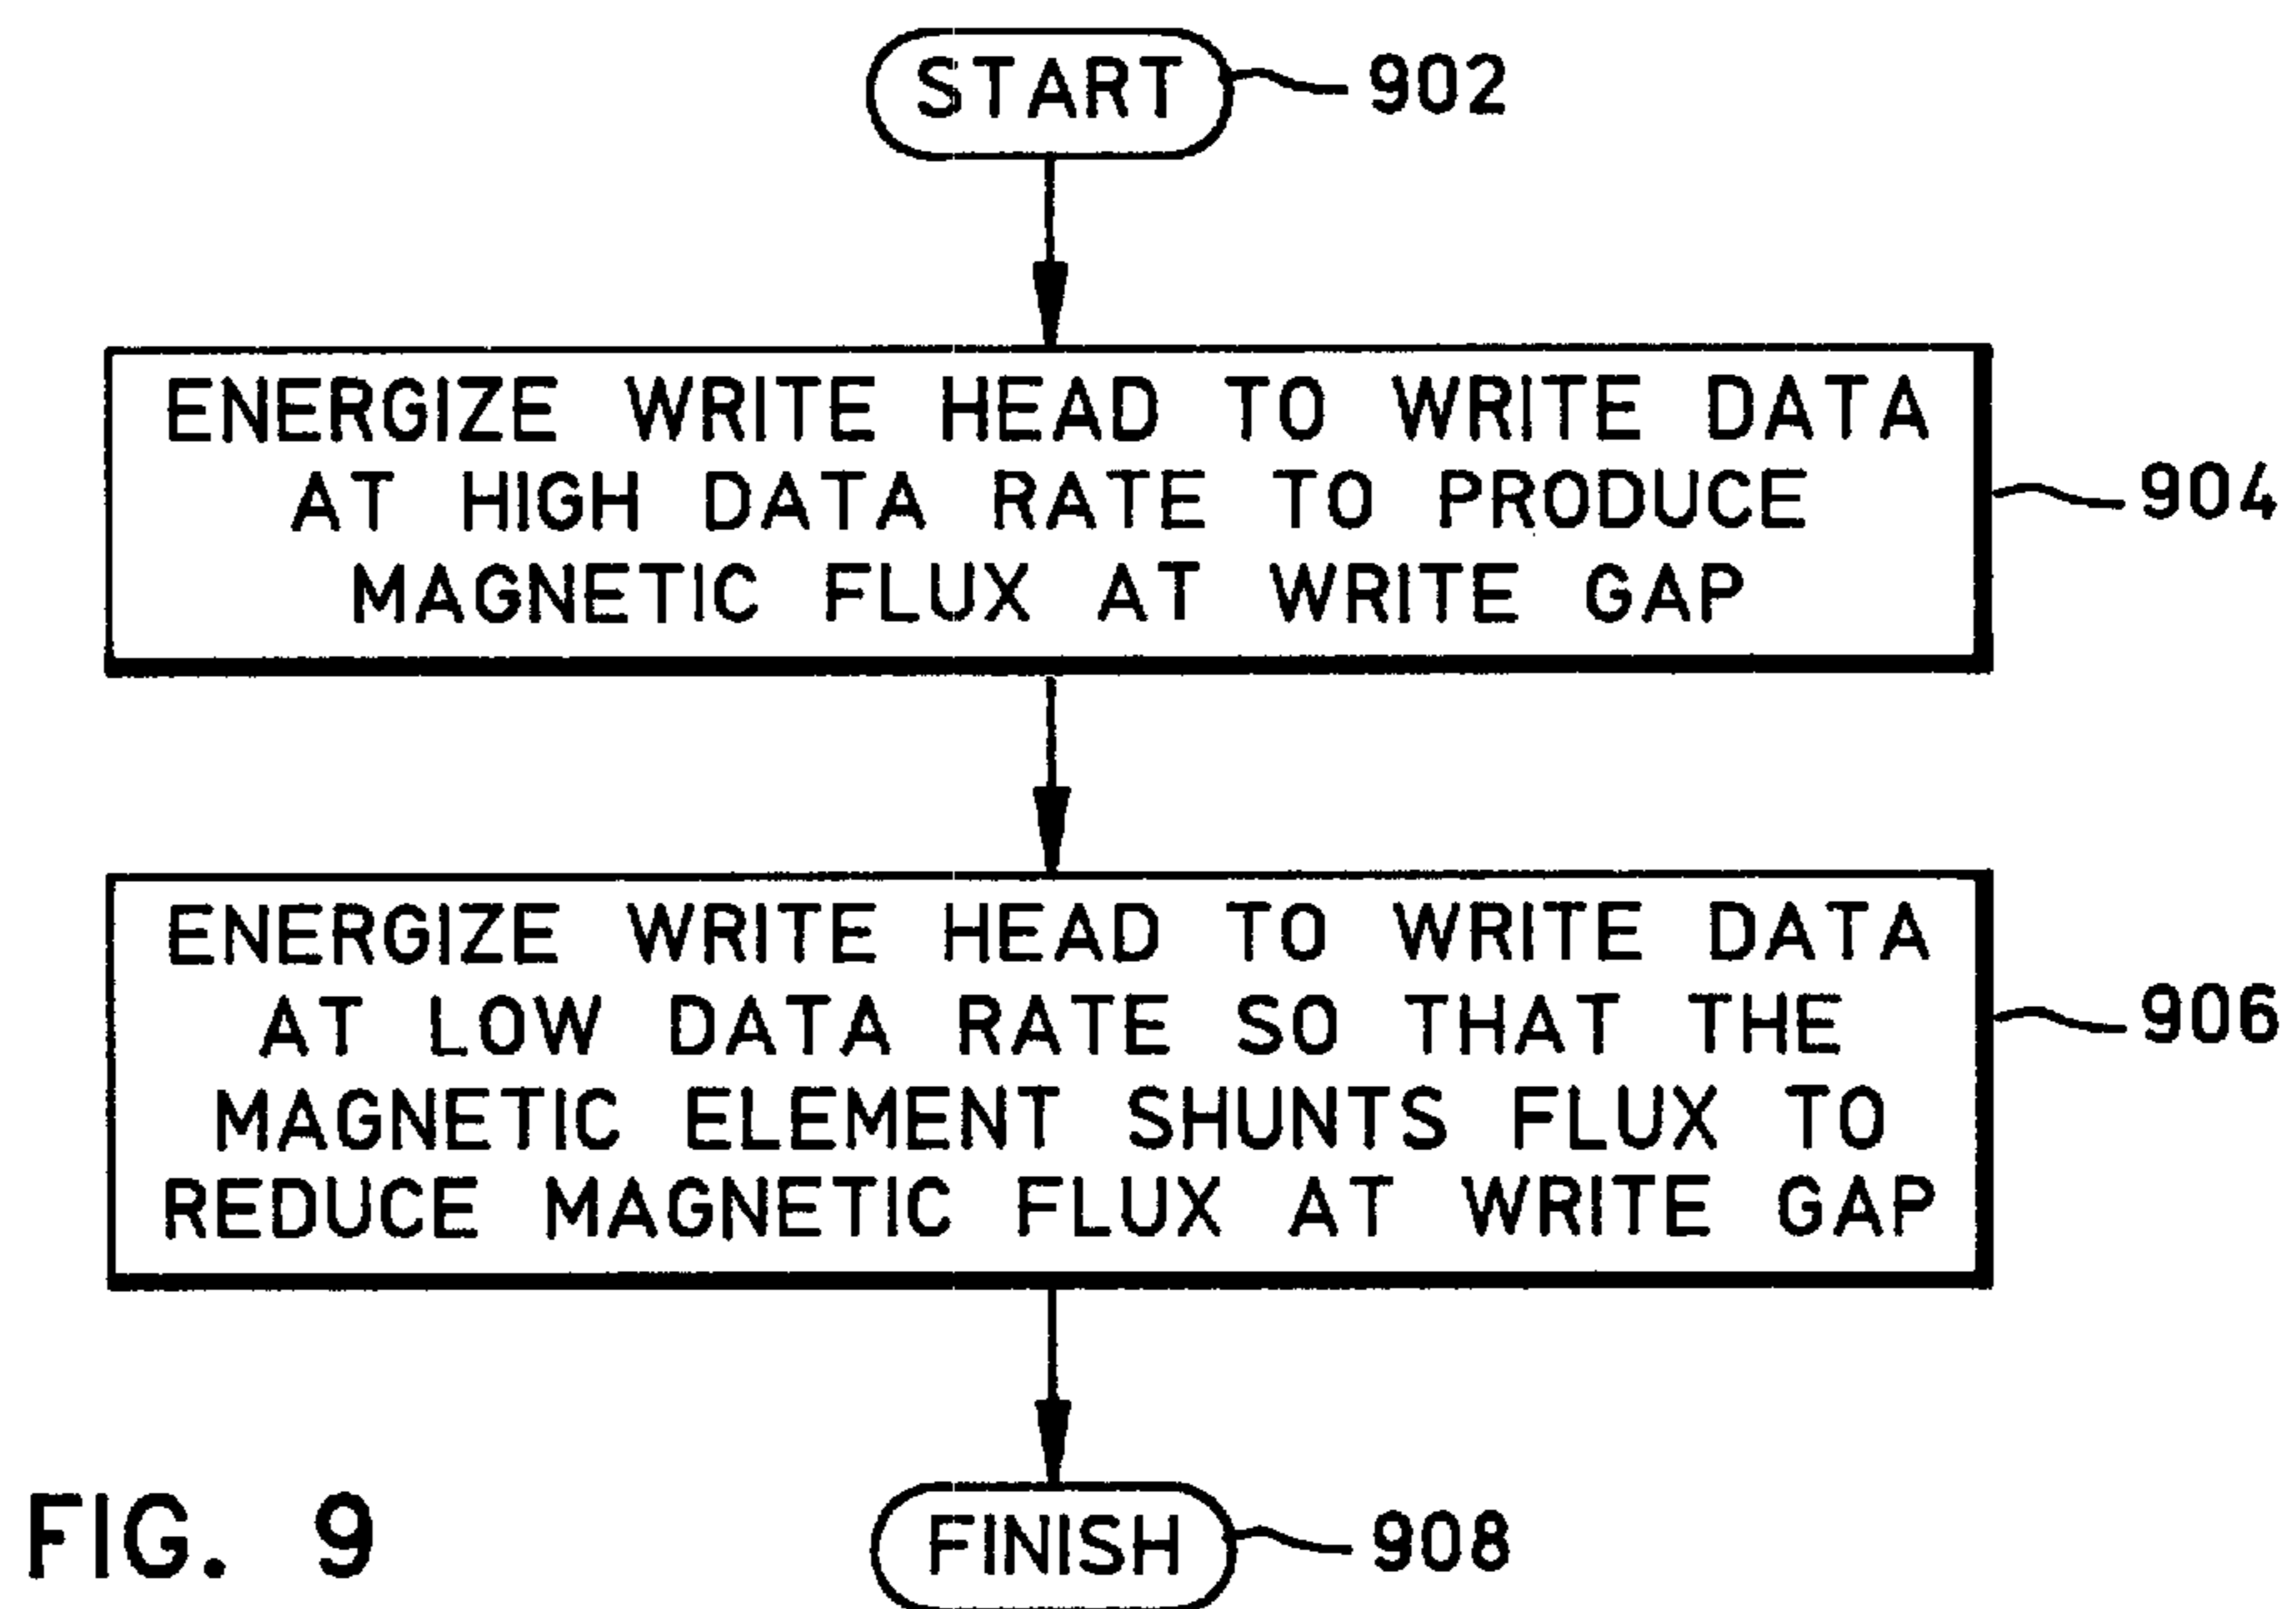 START
902
ENERGIZE WRITE HEAD TO WRITE DATA
AT HIGH DATA RATE TO PRODUCE
MAGNETIC FLUX AT WRITE GAP
904
ENERGIZE WRITE HEAD TO WRITE DATA
AT LOW DATA RATE SO THAT THE
MAGNETIC ELEMENT SHUNTS FLUX TO
REDUCE MAGNETIC FLUX AT WRITE GAP
906
FINISH
908
FIG. 9